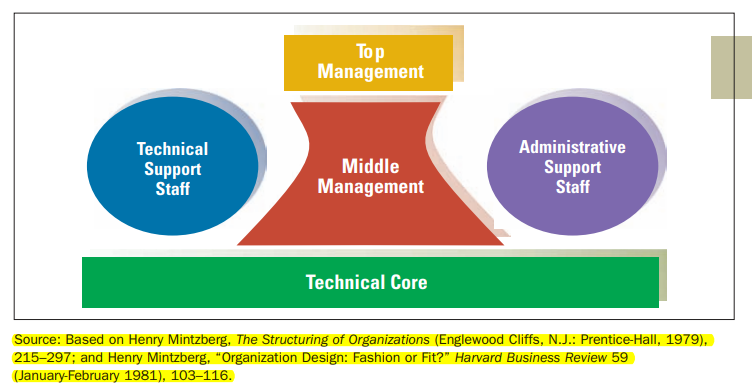 Top
Management
Technical
Support
Staff
Middle
Management
Administrative
Support
Staff
Technical Core
Source: Based on Henry Mintzberg, The Structuring of Organizations (Englewood Cliffs, N.J.: Prentice-Hall, 1979),
215–297; and Henry Mintzberg, “Organization Design: Fashion or Fit?” Harvard Business Review 59
(January-February 1981), 103–116.